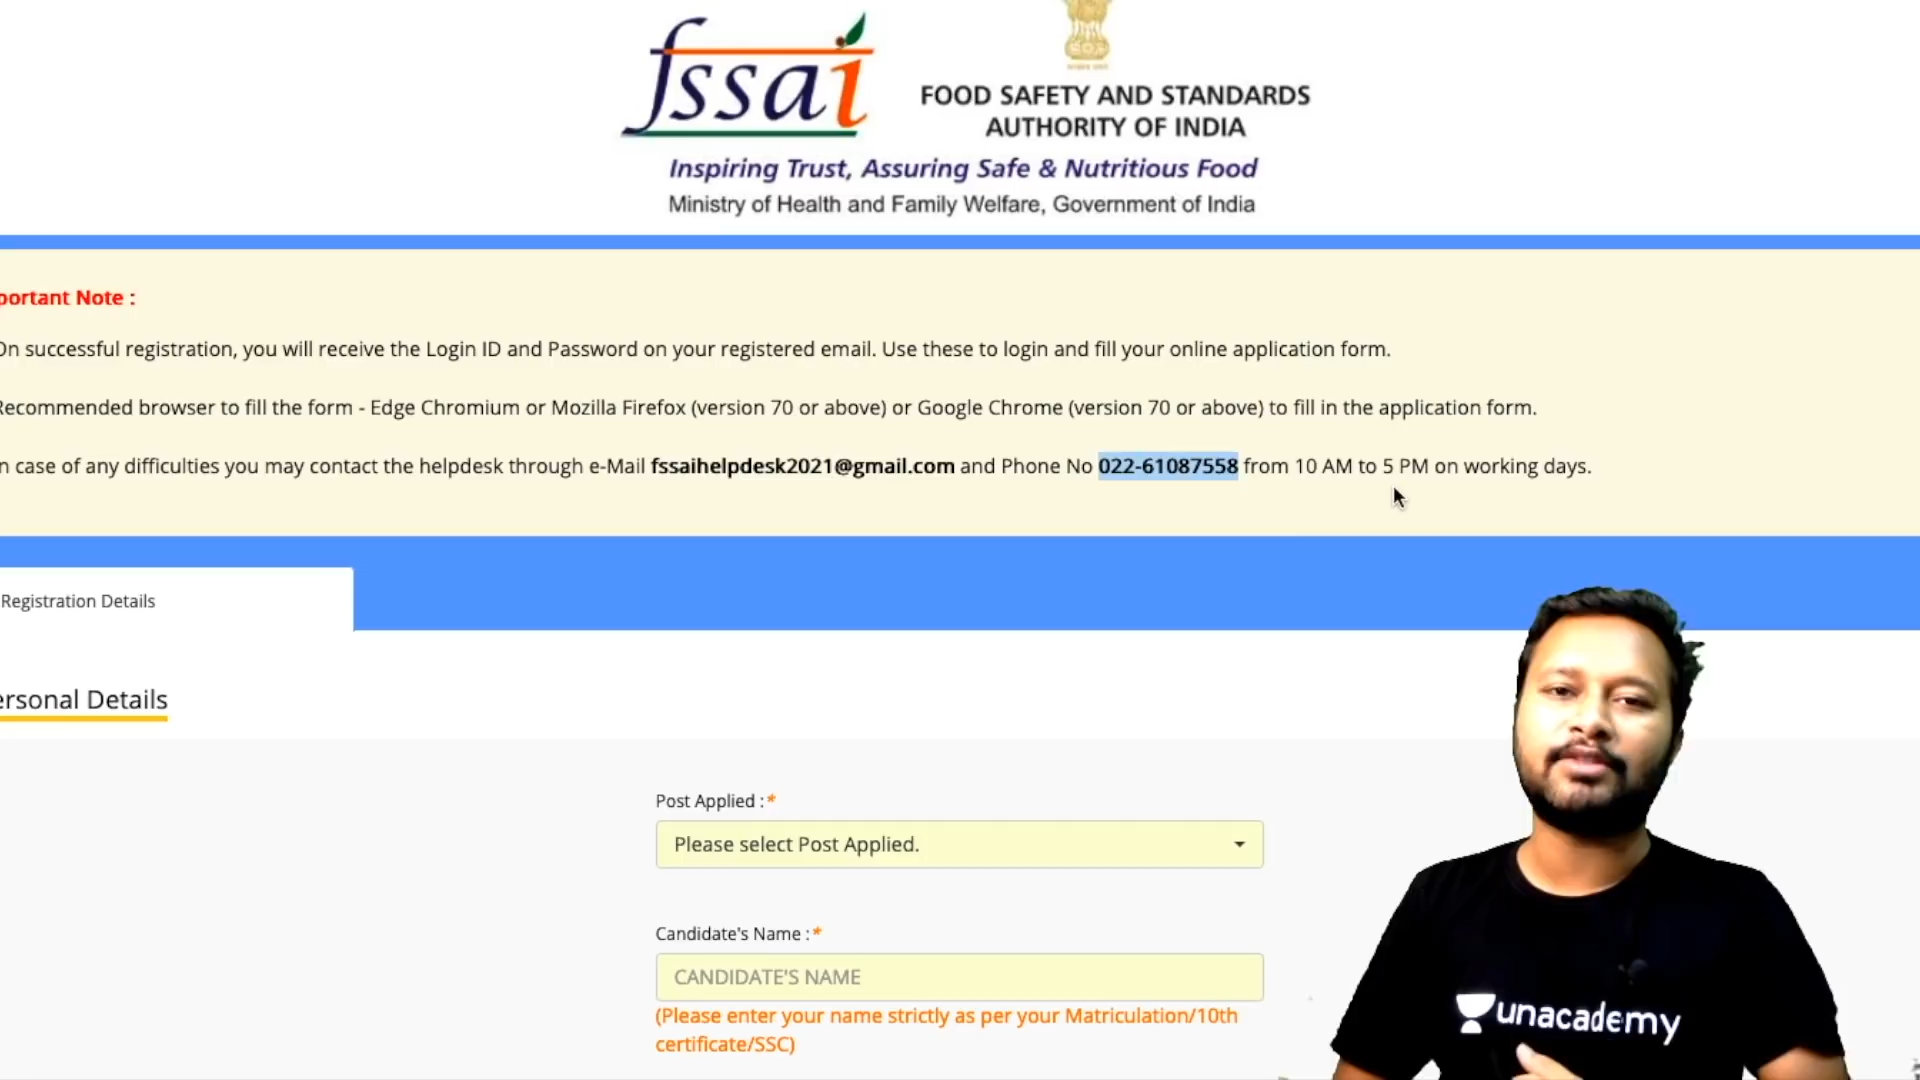 fssai
FOOD SAFETY AND STANDARDS
AUTHORITY OF INDIA
Inspiring Trust, Assuring Safe & Nutritious Food
Ministry of Health and Family Welfare, Government of India
portant Note :
On successful registration, you will receive the Login ID and Password on your registered email. Use these to login and fill your online application form.
Recommended browser to fill the form - Edge Chromium or Mozilla Firefox (version 70 or above) or Google Chrome (version 70 or above) to fill in the application form.
n case of any difficulties you may contact the helpdesk through e-Mail fssaihelpdesk2021@gmail.com and Phone No 022-61087558 from 10 AM to 5 PM on working days.
Registration Details
ersonal Details
Post Applied :*
Please select Post Applied.
Candidate's Name :*
CANDIDATE'S NAME
(Please enter your name strictly as per your Matriculation/10th
certificate/SSC)
unacademy